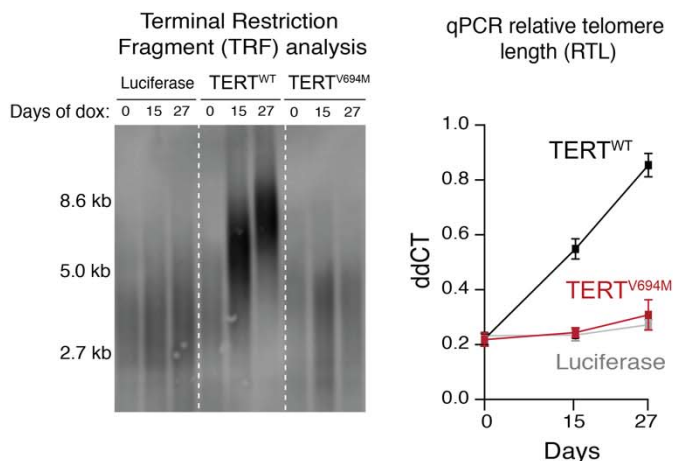 Terminal Restriction
Fragment (TRF) analysis
Luciferase TERTWT TERTV694M
Days of dox: 0 15 27 0 15 27 0 15 27
8.6 kb
5.0 kb
2.7 kb
qPCR relative telomere
length (RTL)
1.0
0.8
0.6
0.4
0.2
0.0
ddCT
TERTWT
TERTV694M
Luciferase
0 15 27
Days